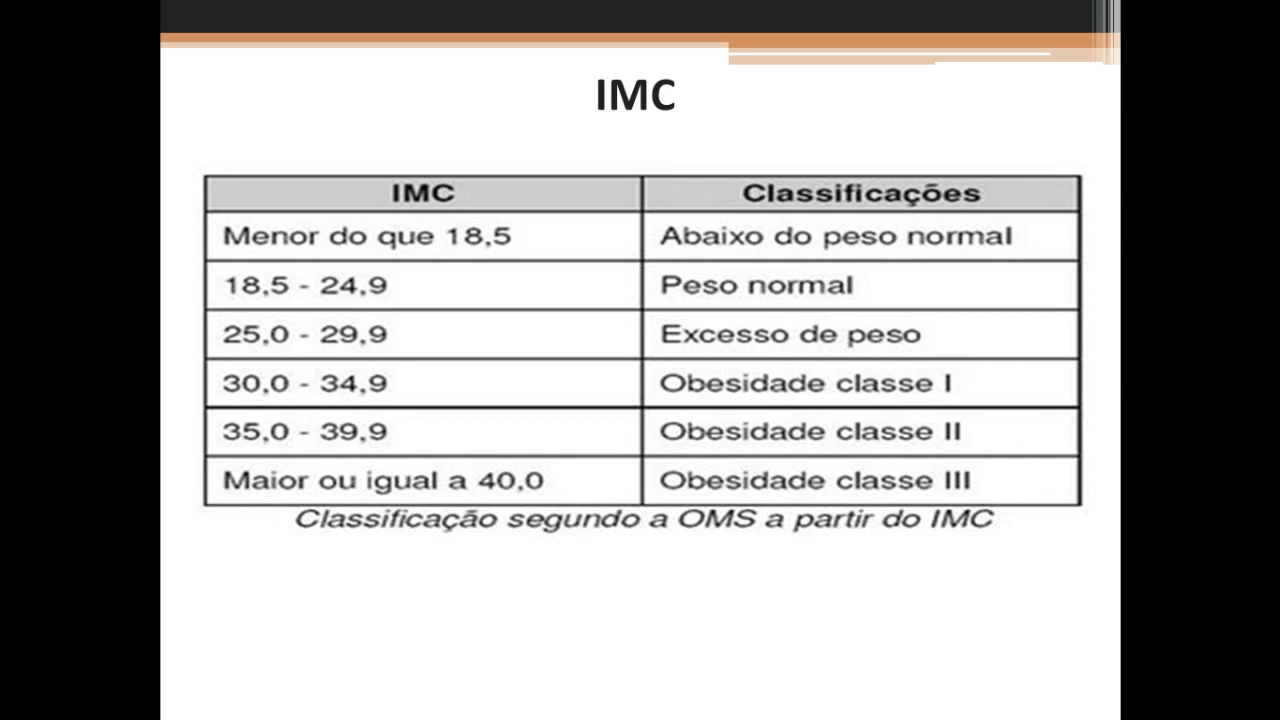 IMC
IMC Classificações
Menor do que 18,5 Abaixo do peso normal
18,5 - 24,9 Peso normal
25,0 - 29,9 Excesso de peso
30,0 - 34,9 Obesidade classe I
35,0 - 39,9 Obesidade classe II
Maior ou igual a 40,0 Obesidade classe III
Classificação segundo a OMS a partir do IMC